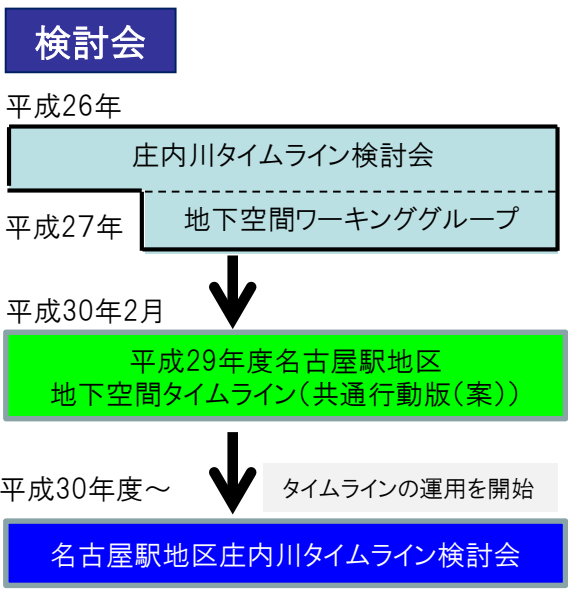 検討会
平成26年
庄内川タイムライン検討会
平成27年
地下空間ワーキンググループ
平成30年2月
平成29年度名古屋駅地区
地下空間タイムライン(共通行動版(案))
平成30年度～
タイムラインの運用を開始
名古屋駅地区庄内川タイムライン検討会